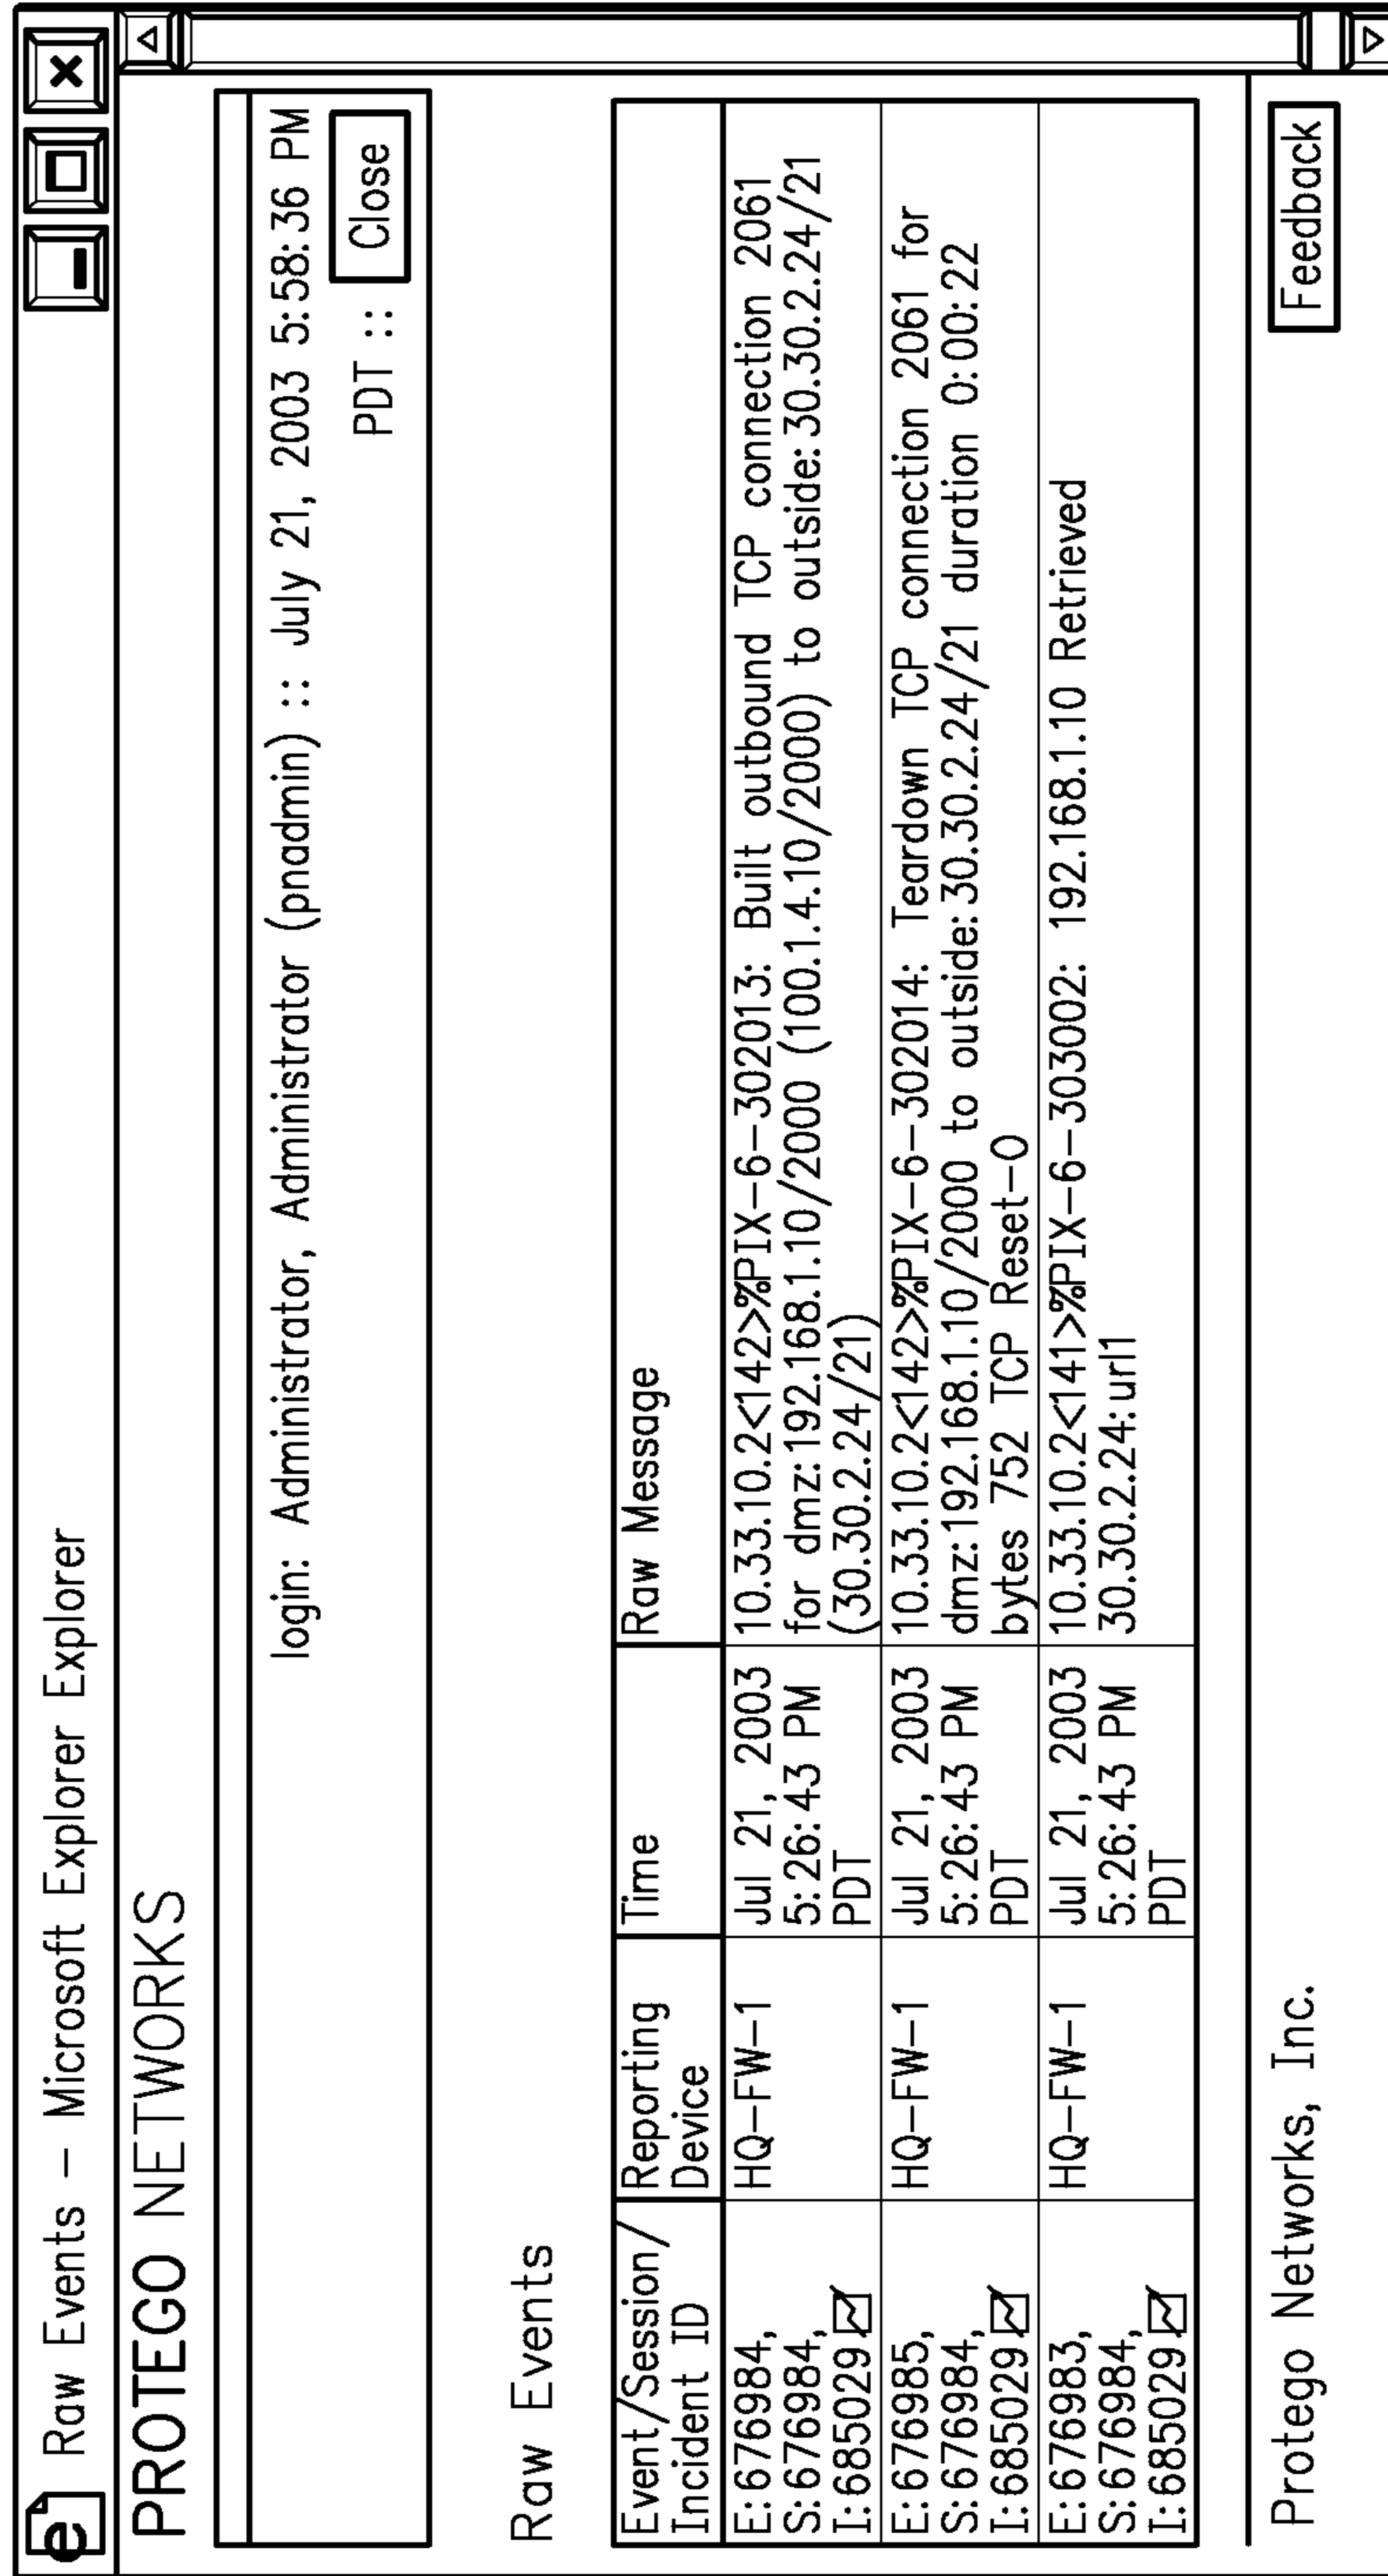 Raw Events – Microsoft Explorer Explorer
PROTEGO NETWORKS
login: Administrator, Administrator (pnadmin) :: July 21, 2003 5:58:36 PM
PDT :: Close
Raw Events
Event/Session/
Incident ID
Reporting
Device
Time
Raw Message
E:676984,
S:676984,
I:685029
HQ–FW–1
Jul 21, 2003
5:26:43 PM
PDT
10.33.10.2<142>%PIX–6–302013: Built outbound TCP connection 2061
for dmz:192.168.1.10/2000 (100.1.4.10/2000) to outside:30.30.2.24/21
(30.30.2.24/21)
E:676985,
S:676984,
I:685029
HQ–FW–1
Jul 21, 2003
5:26:43 PM
PDT
10.33.10.2<142>%PIX–6–302014: Teardown TCP connection 2061 for
dmz:192.168.1.10/2000 to outside:30.30.2.24/21 duration 0:00:22
bytes 752 TCP Reset–O
E:676983,
S:676984,
I:685029
HQ–FW–1
Jul 21, 2003
5:26:43 PM
PDT
10.33.10.2<141>%PIX–6–303002: 192.168.1.10 Retrieved
30.30.2.24:url1
Protego Networks, Inc.
Feedback